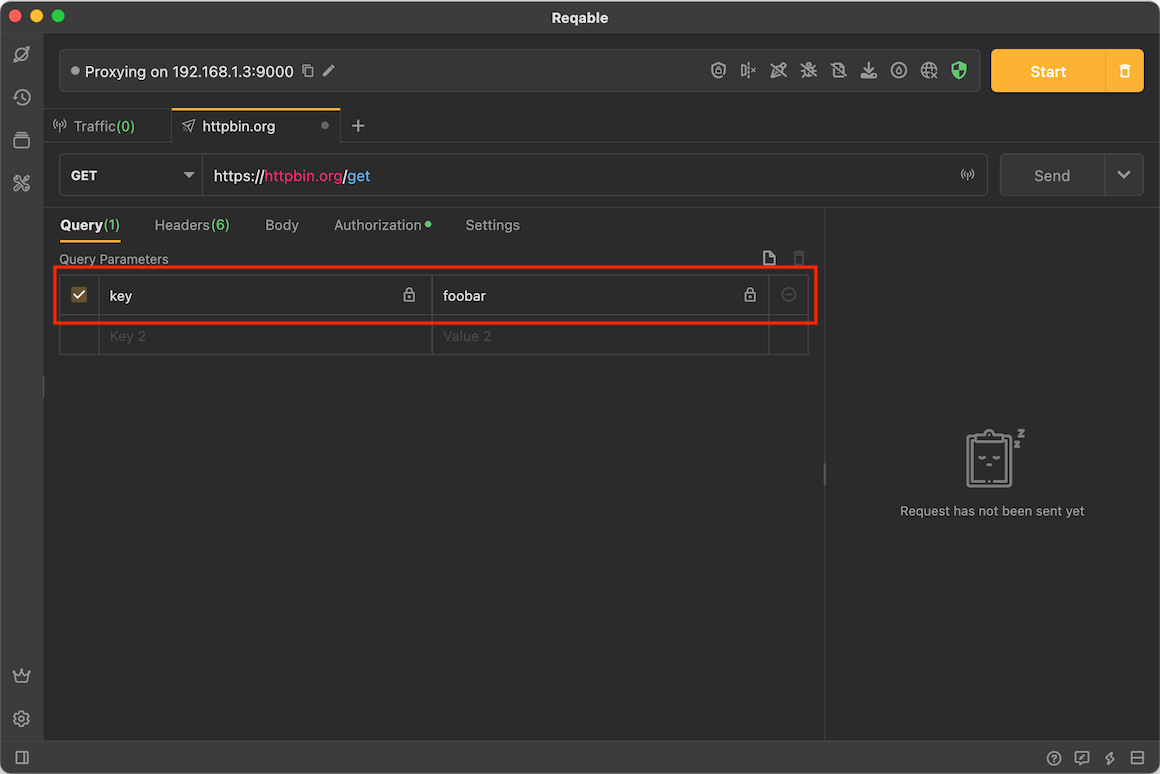 Reqable
Proxying on 192.168.1.3:9000
Start
Traffic(0)
httpbin.org
GET
https://httpbin.org/get
Send
Query(1)
Headers(6)
Body
Authorization
Settings
Query Parameters
key
foobar
Key 2
Value 2
z
z
Request has not been sent yet